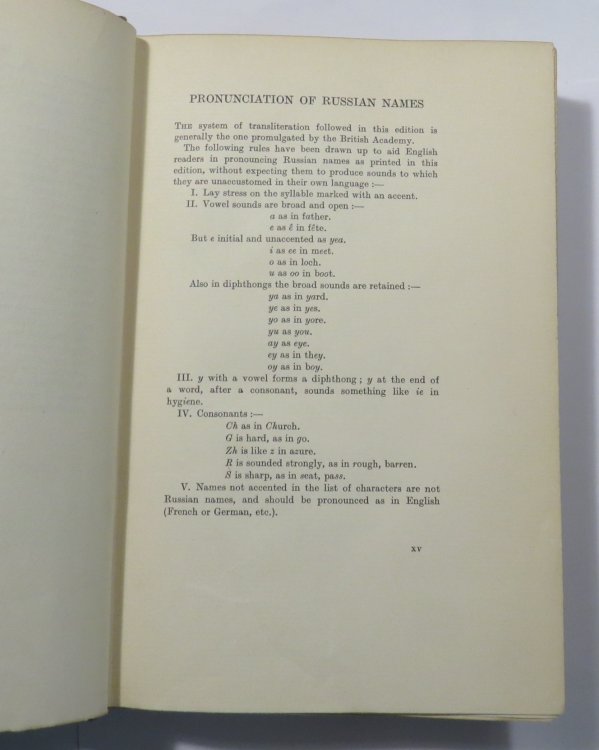 PRONUNCIATION OF RUSSIAN NAMES
THE system of transliteration followed in this edition is
generally the one promulgated by the British Academy.
The following rules have been drawn up to aid English
readers in pronouncing Russian names as printed in this
edition, without expecting them to produce sounds to which
they are unaccustomed in their own language :—
I. Lay stress on the syllable marked with an accent.
II. Vowel sounds are broad and open :—
a as in father.
e as ê in fête.
But e initial and unaccented as yea.
i as ee in meet.
o as in loch.
u as oo in boot.
Also in diphthongs the broad sounds are retained :—
ya as in yard.
ye as in yes.
yo as in yore.
yu as you.
ay as eye.
ey as in they.
oy as in boy.
III. y with a vowel forms a diphthong ; y at the end of
a word, after a consonant, sounds something like ie in
hygiene.
IV. Consonants :—
Ch as in Church.
G is hard, as in go.
Zh is like z in azure.
R is sounded strongly, as in rough, barren.
S is sharp, as in seat, pass.
V. Names not accented in the list of characters are not
Russian names, and should be pronounced as in English
(French or German, etc.).
xv